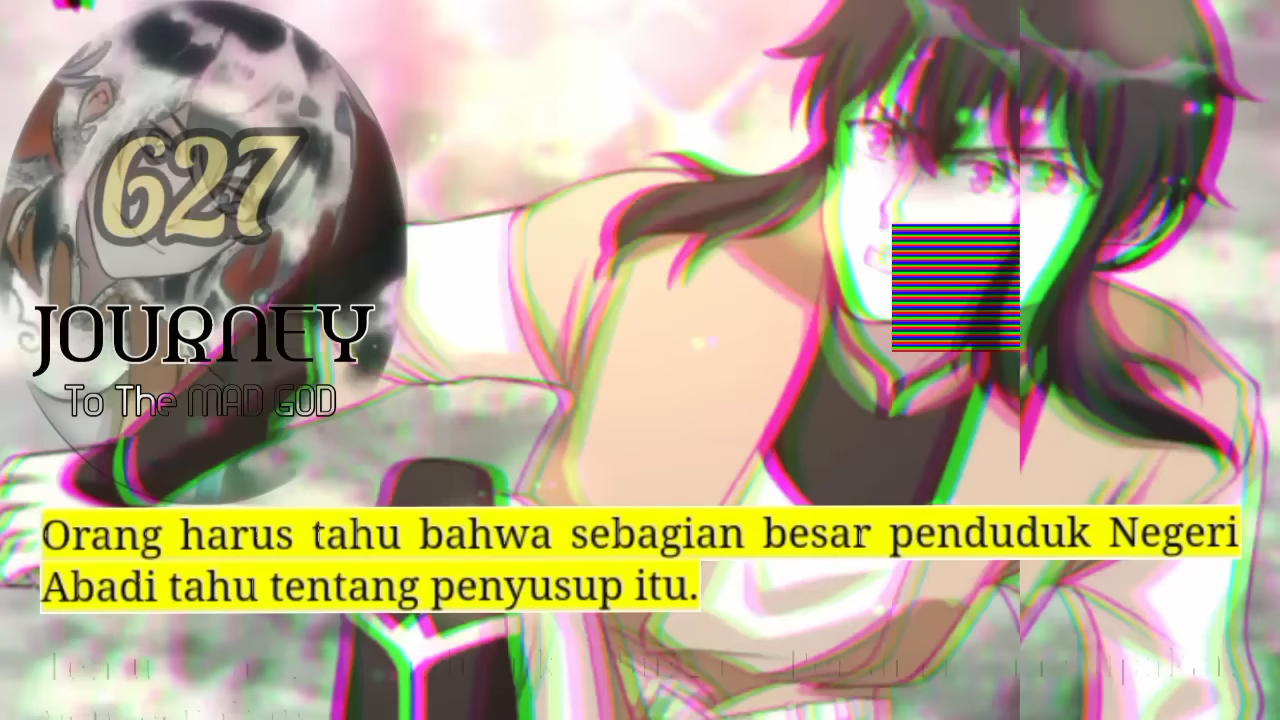 627
JOURNEY
To The MAD GOD
Orang harus tahu bahwa sebagian besar penduduk Negeri
Abadi tahu tentang penyusup itu.